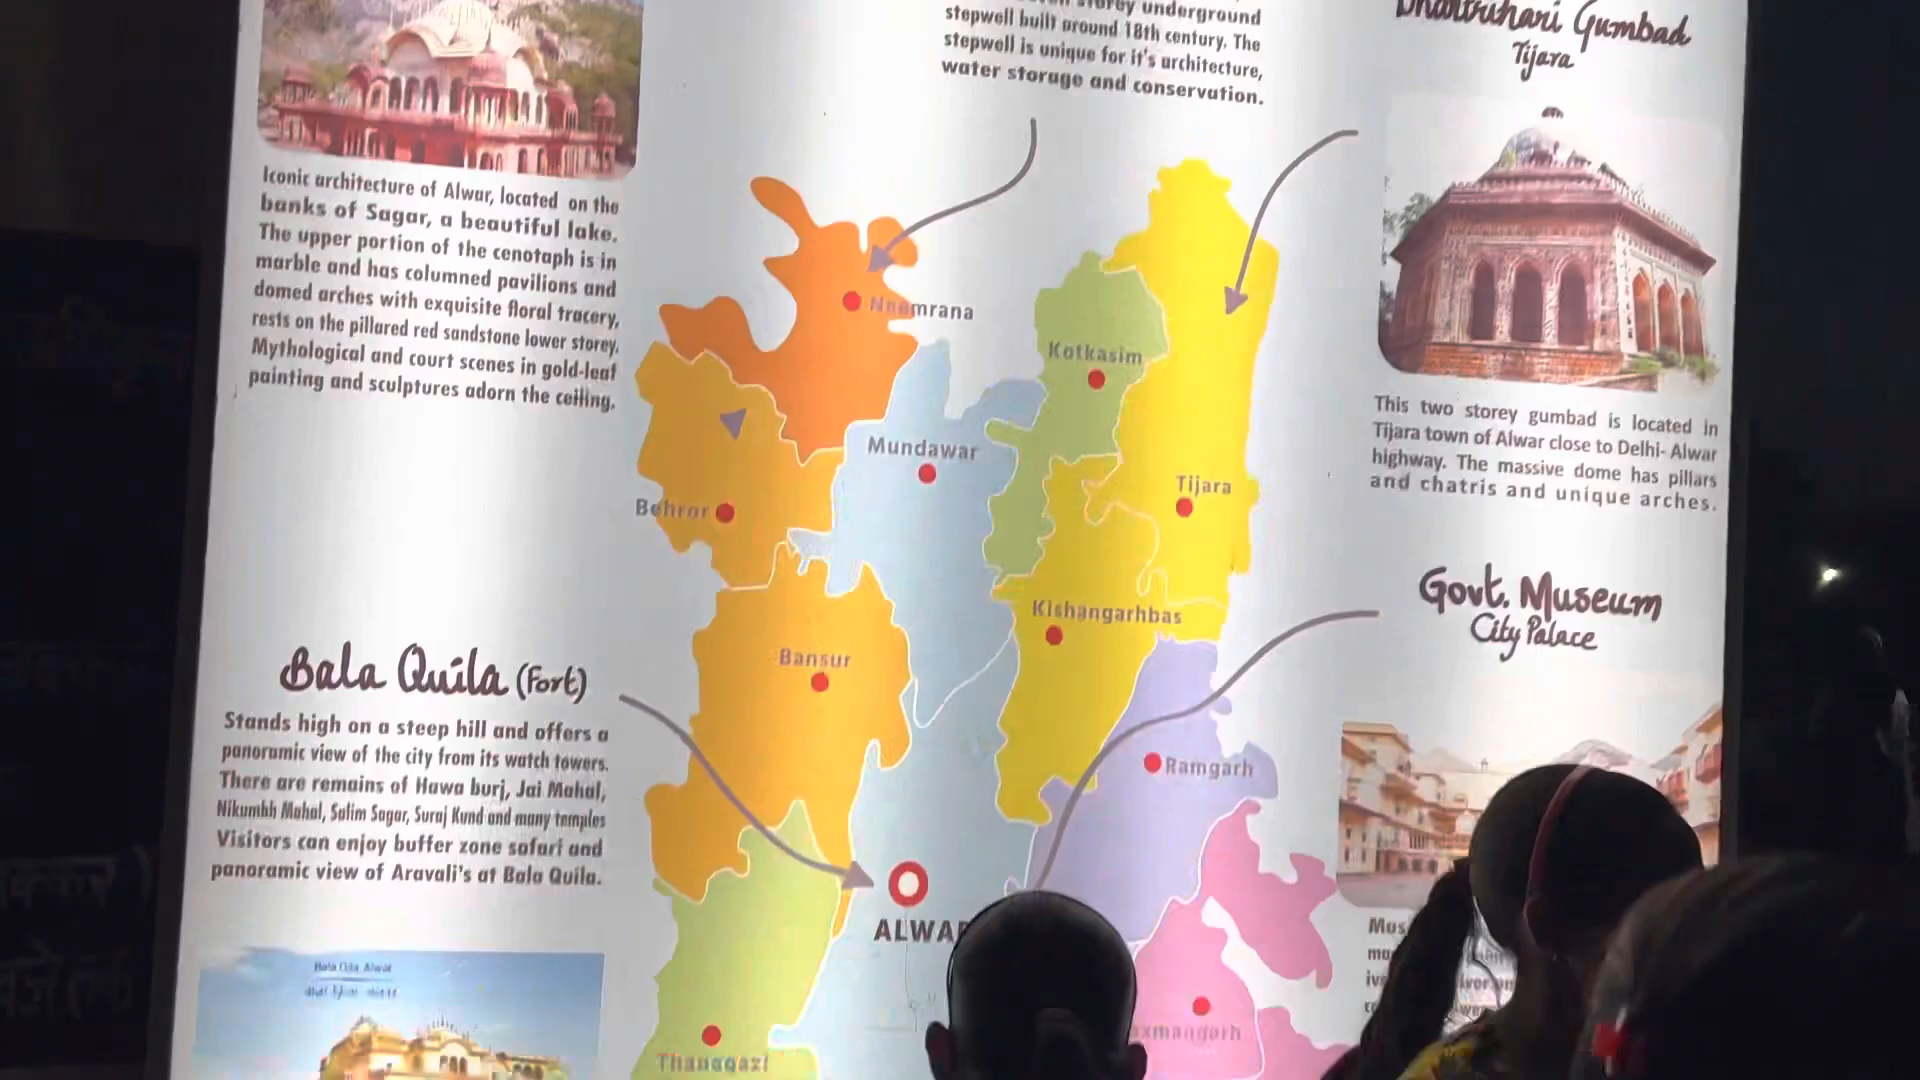 storey underground
stepwell built around 18th century. The
stepwell is unique for it's architecture,
water storage and conservation.
Bhartrihari Gumbad
Tijara
Iconic architecture of Alwar, located on the
banks of Sagar, a beautiful lake.
The upper portion of the cenotaph is in
marble and has columned pavilions and
domed arches with exquisite floral tracery,
rests on the pillared red sandstone lower storey.
Mythological and court scenes in gold-leaf
painting and sculptures adorn the ceiling.
This two storey gumbad is located in
Tijara town of Alwar close to Delhi- Alwar
highway. The massive dome has pillars
and chatris and unique arches.
Neemrana
Kotkasim
Mundawar
Tijara
Behror
Kishangarhbas
Bansur
Ramgarh
ALWAR
Thanagazi
axmangarh
Bala Quila (Fort)
Stands high on a steep hill and offers a
panoramic view of the city from its watch towers.
There are remains of Hawa burj, Jai Mahal,
Nikumbh Mahal, Salim Sagar, Suraj Kund and many temples
Visitors can enjoy buffer zone safari and
panoramic view of Aravali's at Bala Quila.
Govt. Museum
City Palace